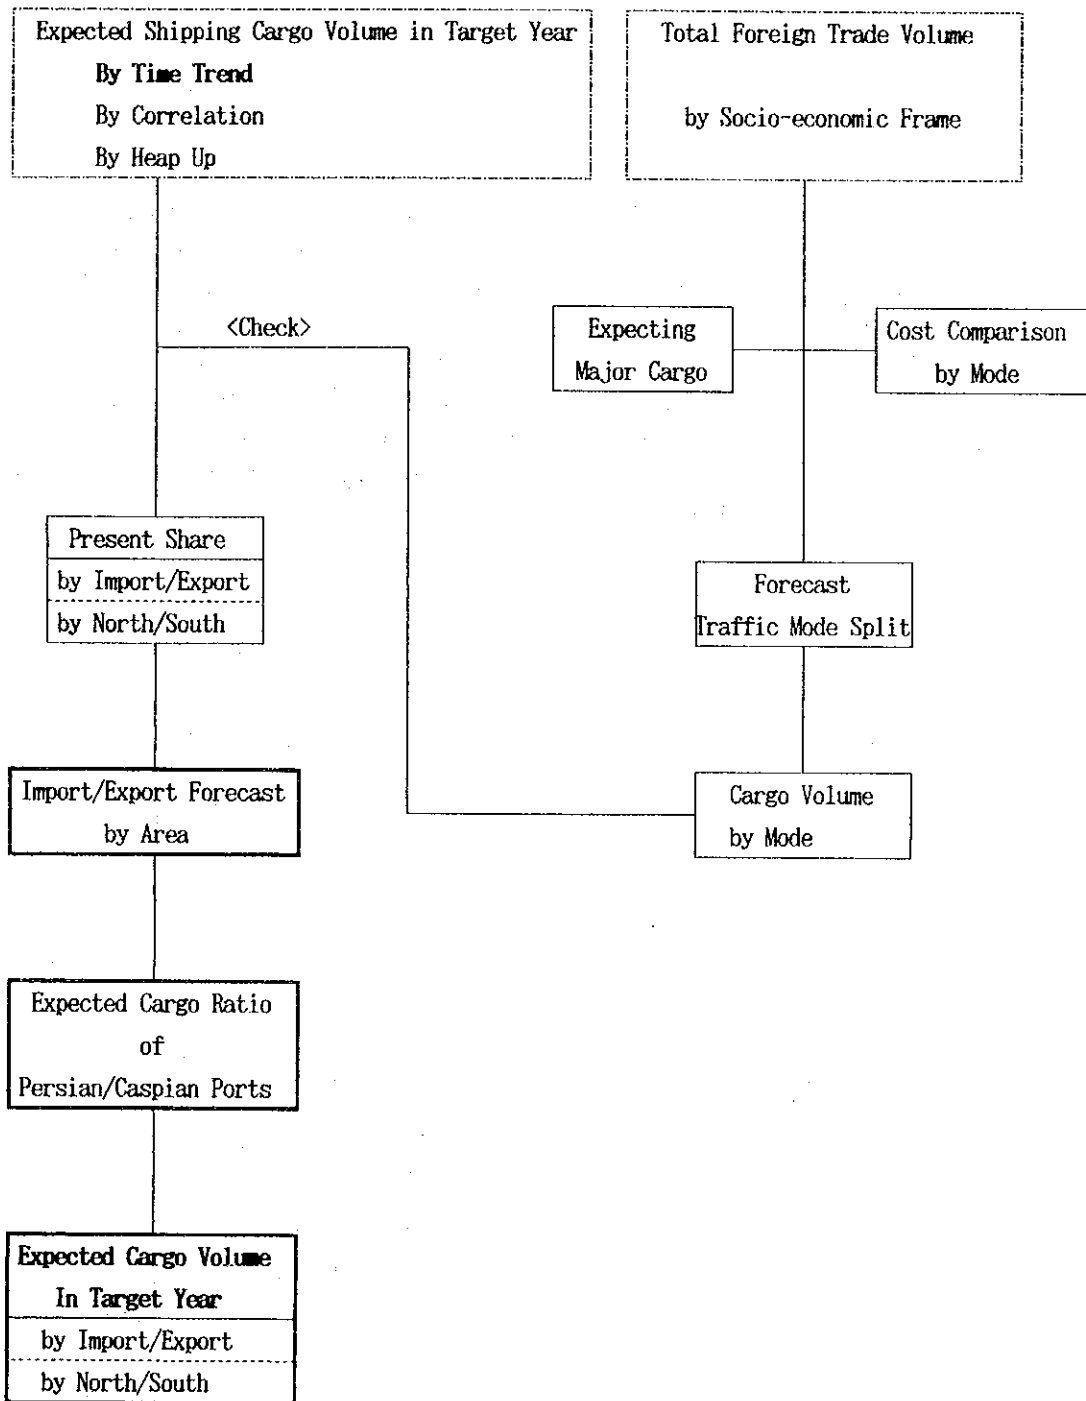 Expected Shipping Cargo Volume in Target Year
By Time Trend
By Correlation
By Heap Up
Total Foreign Trade Volume
by Socio-economic Frame
<Check>
Expecting
Major Cargo
Cost Comparison
by Mode
Present Share
by Import/Export
by North/South
Forecast
Traffic Mode Split
Import/Export Forecast
by Area
Cargo Volume
by Mode
Expected Cargo Ratio
of
Persian/Caspian Ports
Expected Cargo Volume
In Target Year
by Import/Export
by North/South